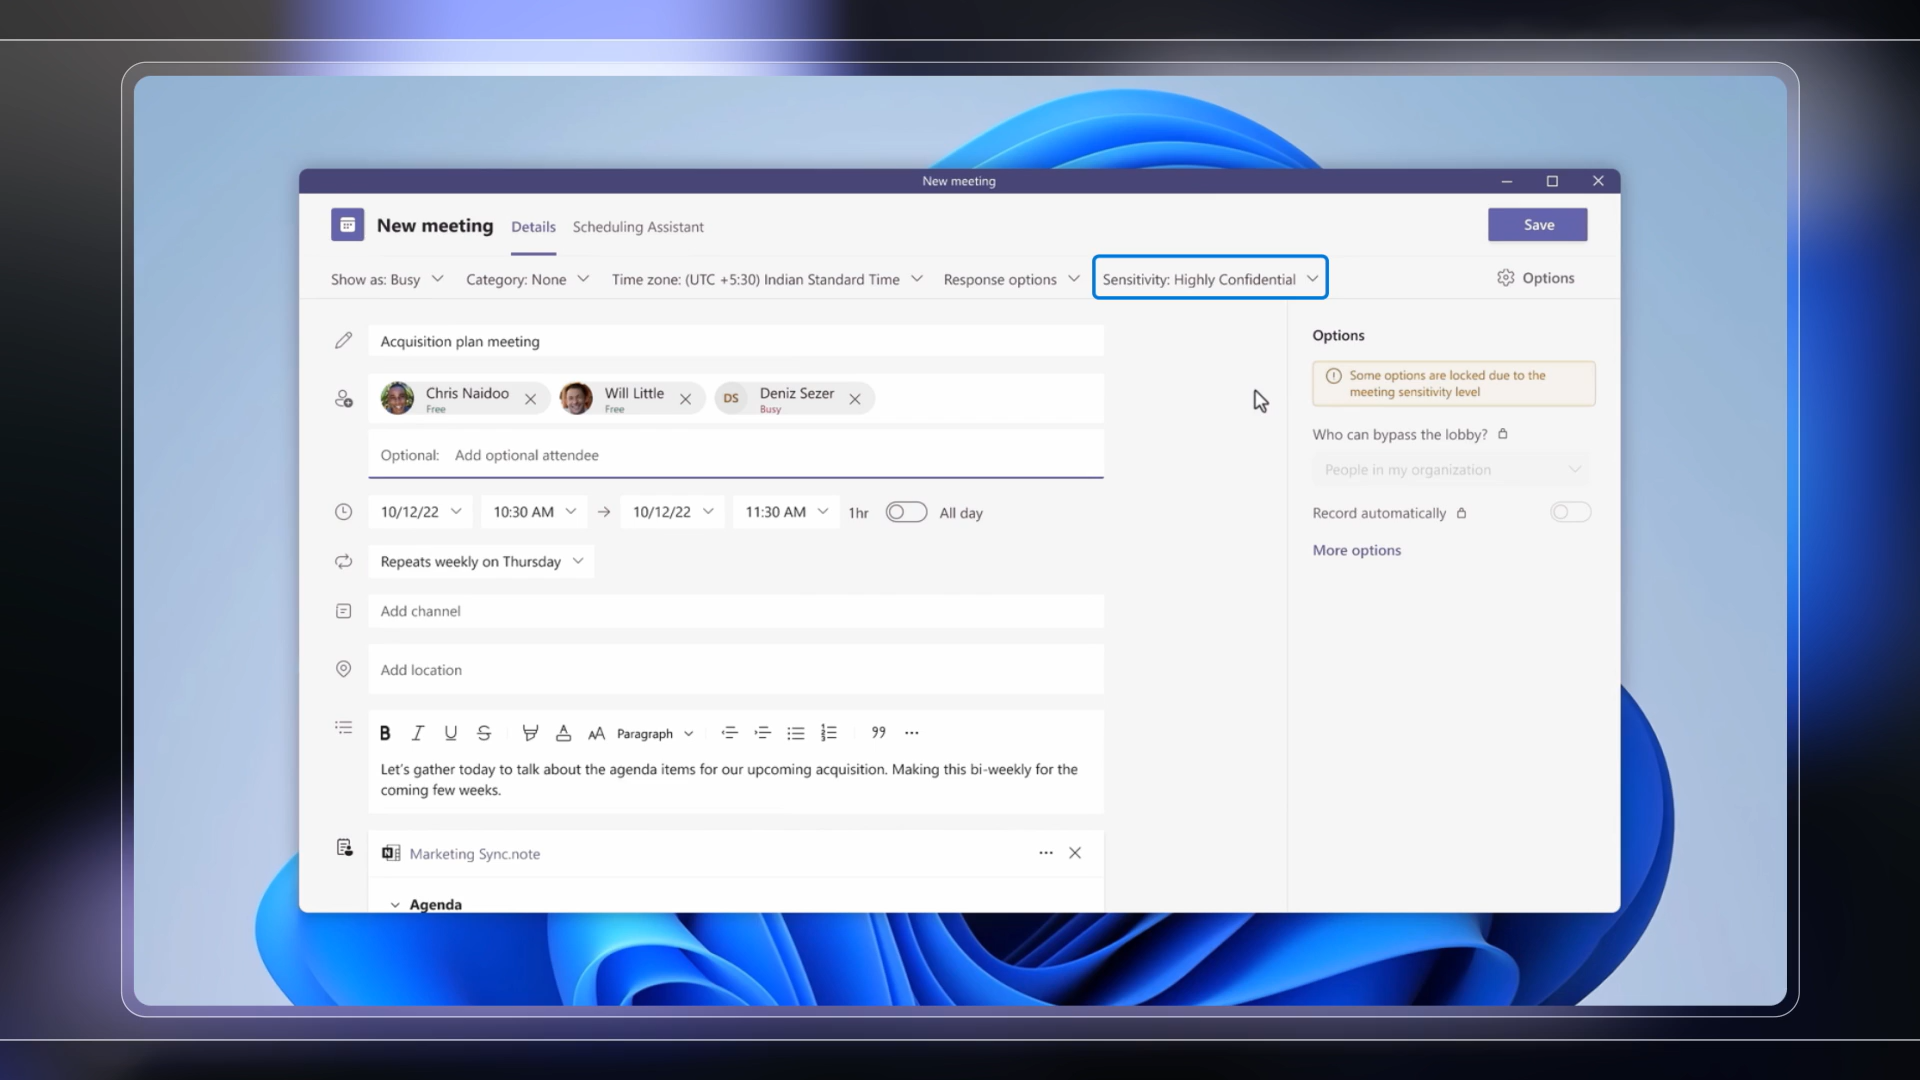 New meeting
New meeting
Details
Scheduling Assistant
Save
Show as: Busy
Category: None
Time zone: (UTC +5:30) Indian Standard Time
Response options
Sensitivity: Highly Confidential
Options
Acquisition plan meeting
Chris Naidoo
Free
Will Little
Free
DS
Deniz Sezer
Busy
Optional: Add optional attendee
10/12/22
10:30 AM
10/12/22
11:30 AM
1hr
All day
Repeats weekly on Thursday
Add channel
Add location
B I U S
AA
Paragraph
99
Let's gather today to talk about the agenda items for our upcoming acquisition. Making this bi-weekly for the
coming few weeks.
N
Marketing Sync.note
Agenda
Options
Some options are locked due to the
meeting sensitivity level
Who can bypass the lobby?
People in my organization
Record automatically
More options